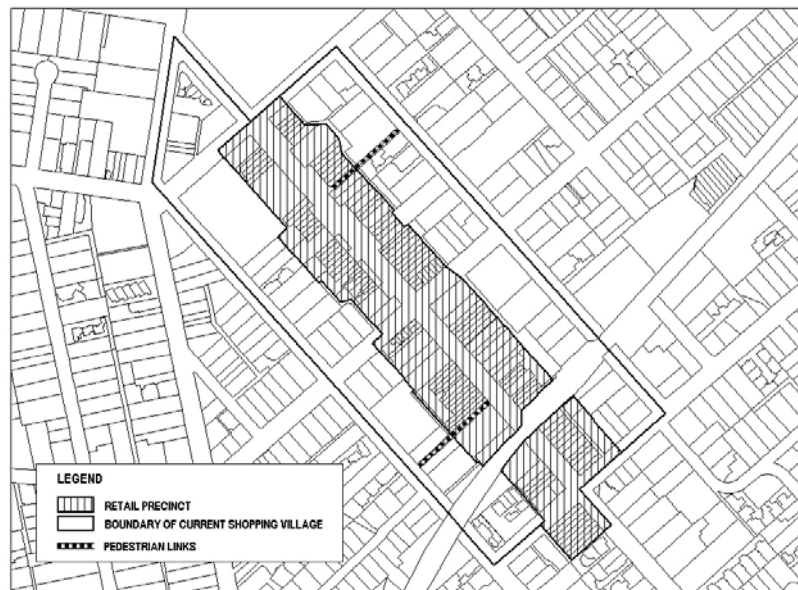 LEGEND
RETAIL PRECINCT
BOUNDARY OF CURRENT SHOPPING VILLAGE
PEDESTRIAN LINKS